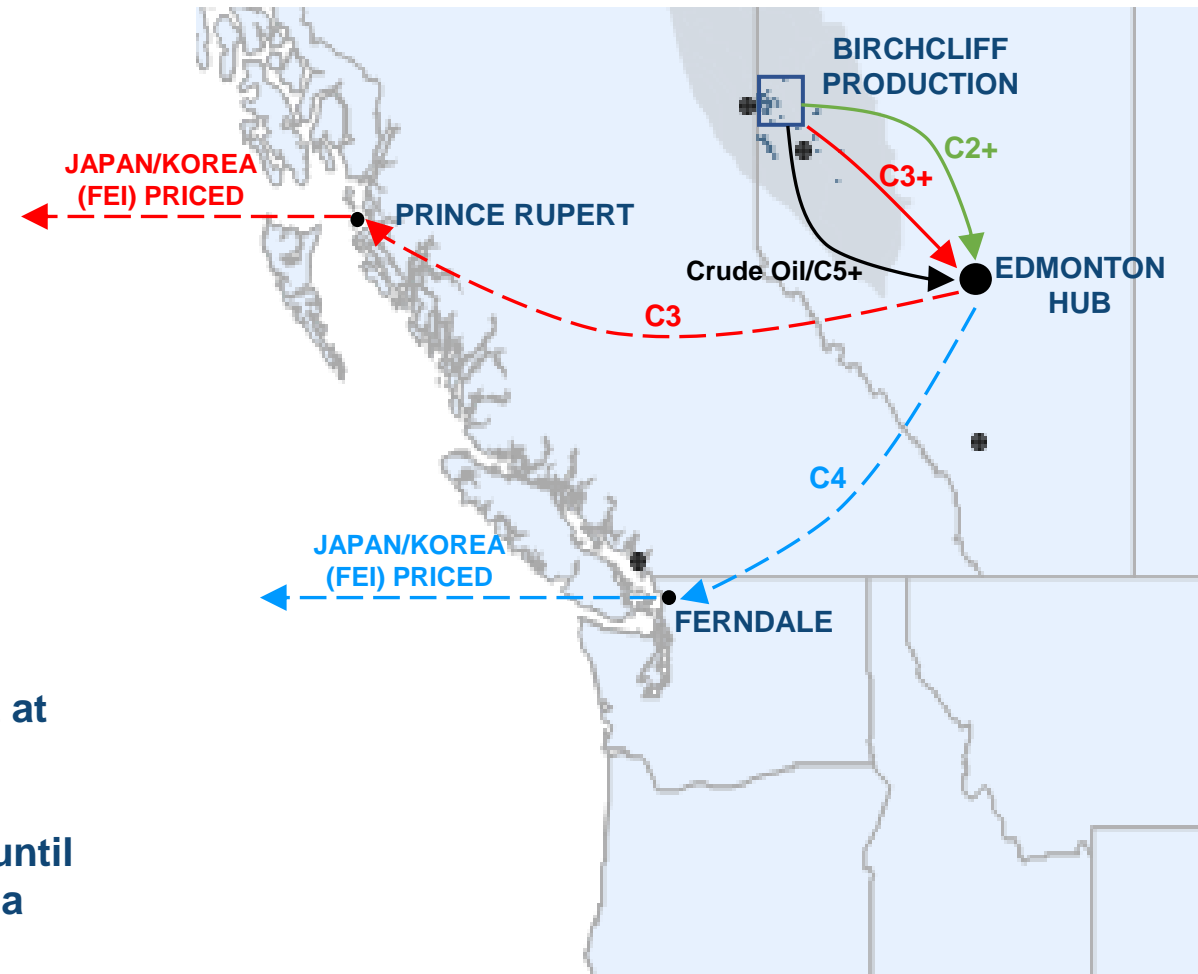 BIRCHCLIFF
PRODUCTION
C2+
JAPAN/KOREA
(FEI) PRICED
C3+
PRINCE RUPERT
Crude Oil/C5+
EDMONTON
HUB
C3
C4
JAPAN/KOREA
(FEI) PRICED
FERNDALE
at
until
a